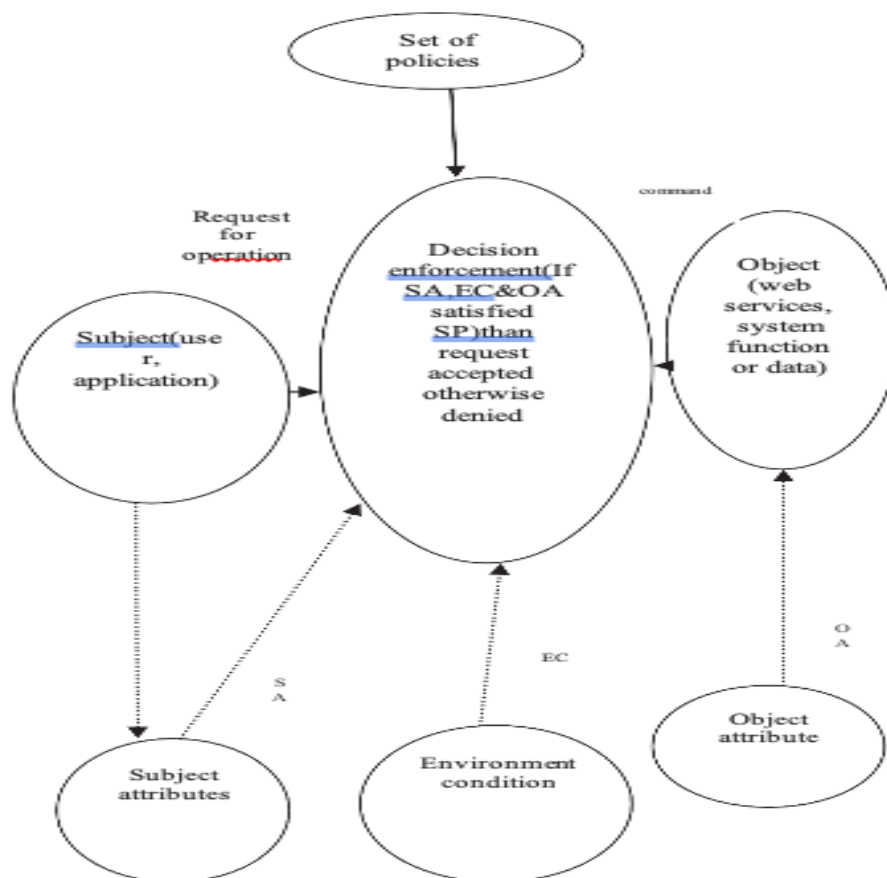 Set of
policies
command
Request
for
operation
Decision
enforcement(If
SA,EC&OA
satisfied
SP)than
request
accepted
otherwise
denied
Object
(web
services,
system
function
or data)
Subject(use
r,
application)
S
A
EC
O
A
Subject
attributes
Environment
condition
Object
attribute